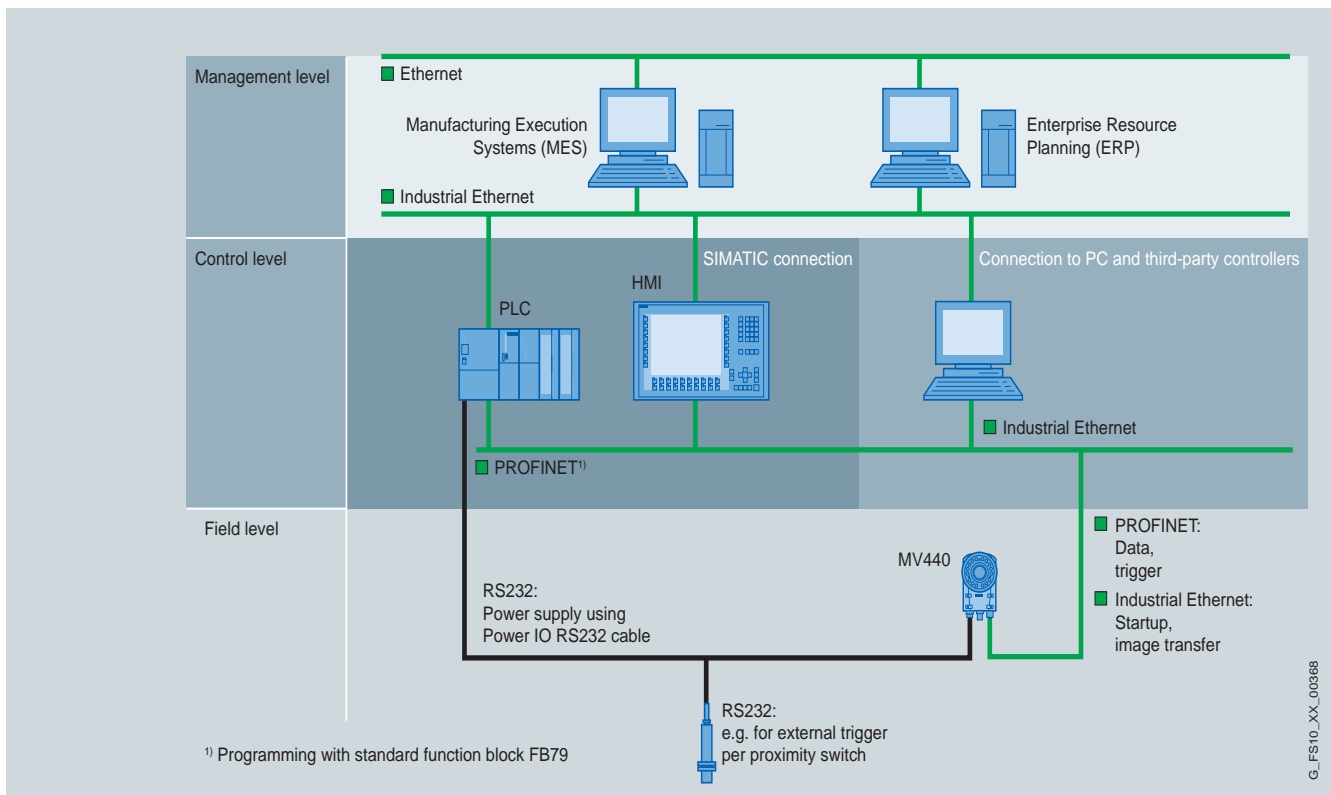 Management level
Ethernet
Manufacturing Execution
Systems (MES)
Enterprise Resource
Planning (ERP)
Industrial Ethernet
Control level
SIMATIC connection
Connection to PC and third-party controllers
HMI
PLC
Industrial Ethernet
PROFINET¹⁾
Field level
MV440
PROFINET:
Data,
trigger
Industrial Ethernet:
Startup,
image transfer
RS232:
Power supply using
Power IO RS232 cable
RS232:
e.g. for external trigger
per proximity switch
¹⁾ Programming with standard function block FB79
G_FS10_XX_00368